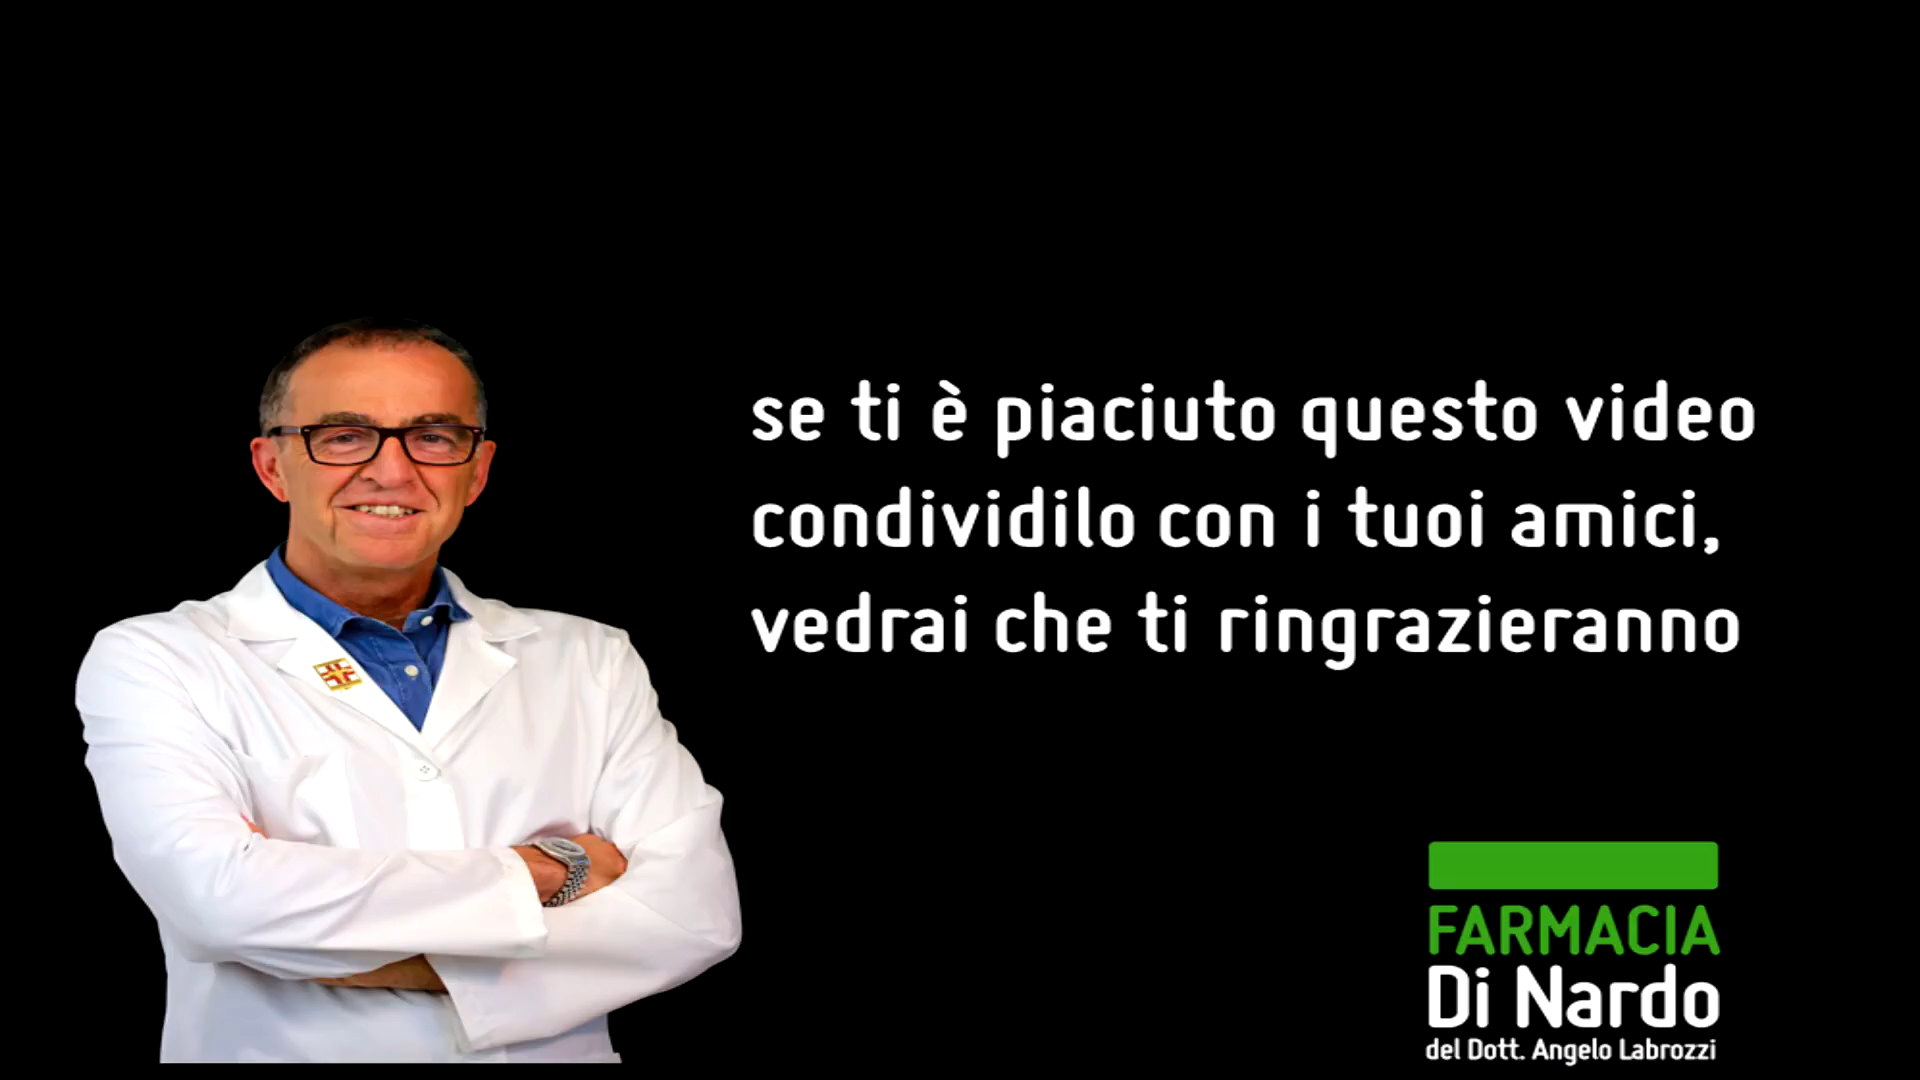 se ti è piaciuto questo video
condividilo con i tuoi amici,
vedrai che ti ringrazieranno
FARMACIA
Di Nardo
del Dott. Angelo Labrozzi